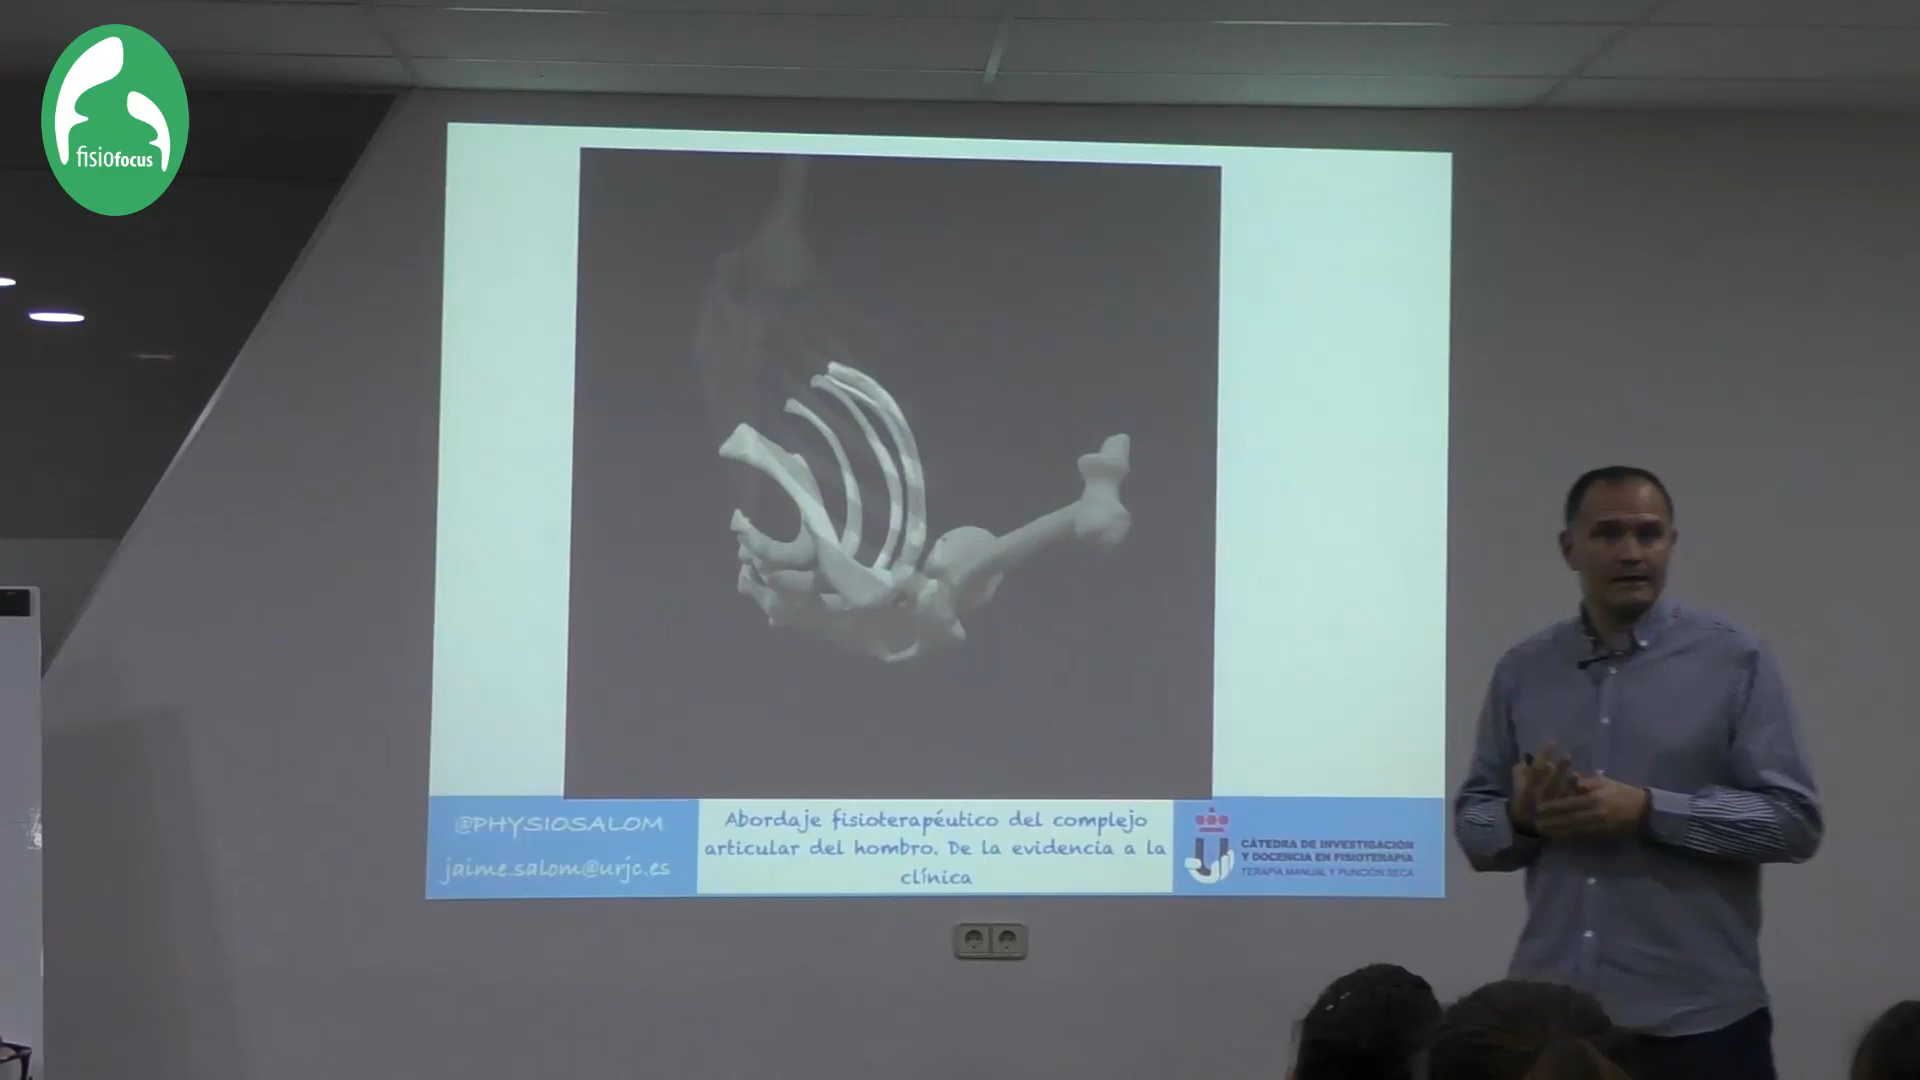 fisiofocus
@PHYSIOSALOM
jaime.salom@urjc.es
Abordaje fisioterapéutico del complejo
articular del hombro. De la evidencia a la
clínica
CÁTEDRA DE INVESTIGACIÓN
Y DOCENCIA EN FISIOTERAPIA
TERAPIA MANUAL Y PUNCIÓN SECA